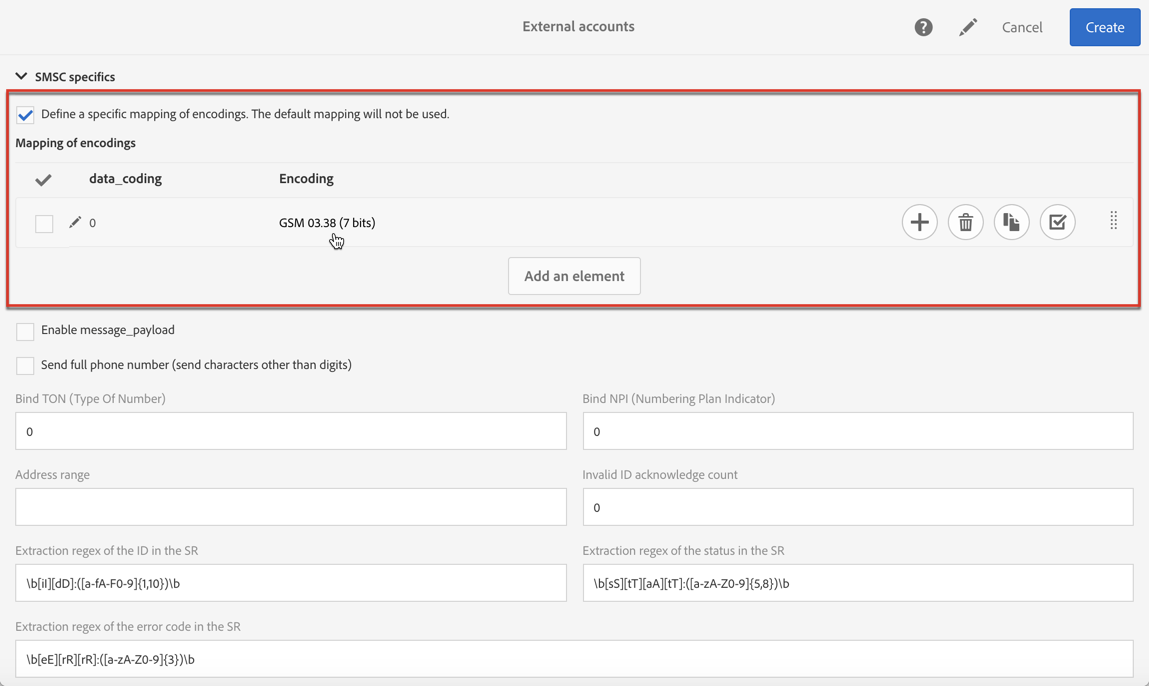 External accounts
Cancel
Create
SMSC specifics
Define a specific mapping of encodings. The default mapping will not be used.
Mapping of encodings
data_coding Encoding
0 GSM 03.38 (7 bits)
Add an element
Enable message_payload
Send full phone number (send characters other than digits)
Bind TON (Type Of Number) Bind NPI (Numbering Plan Indicator)
0 0
Address range Invalid ID acknowledge count
0
Extraction regex of the ID in the SR Extraction regex of the status in the SR
\b[iI][dD]:([a-fA-F0-9]{1,10})\b \b[sS][tT][aA][tT]:([a-zA-Z0-9]{5,8})\b
Extraction regex of the error code in the SR
\b[eE][rR][rR]:([a-zA-Z0-9]{3})\b